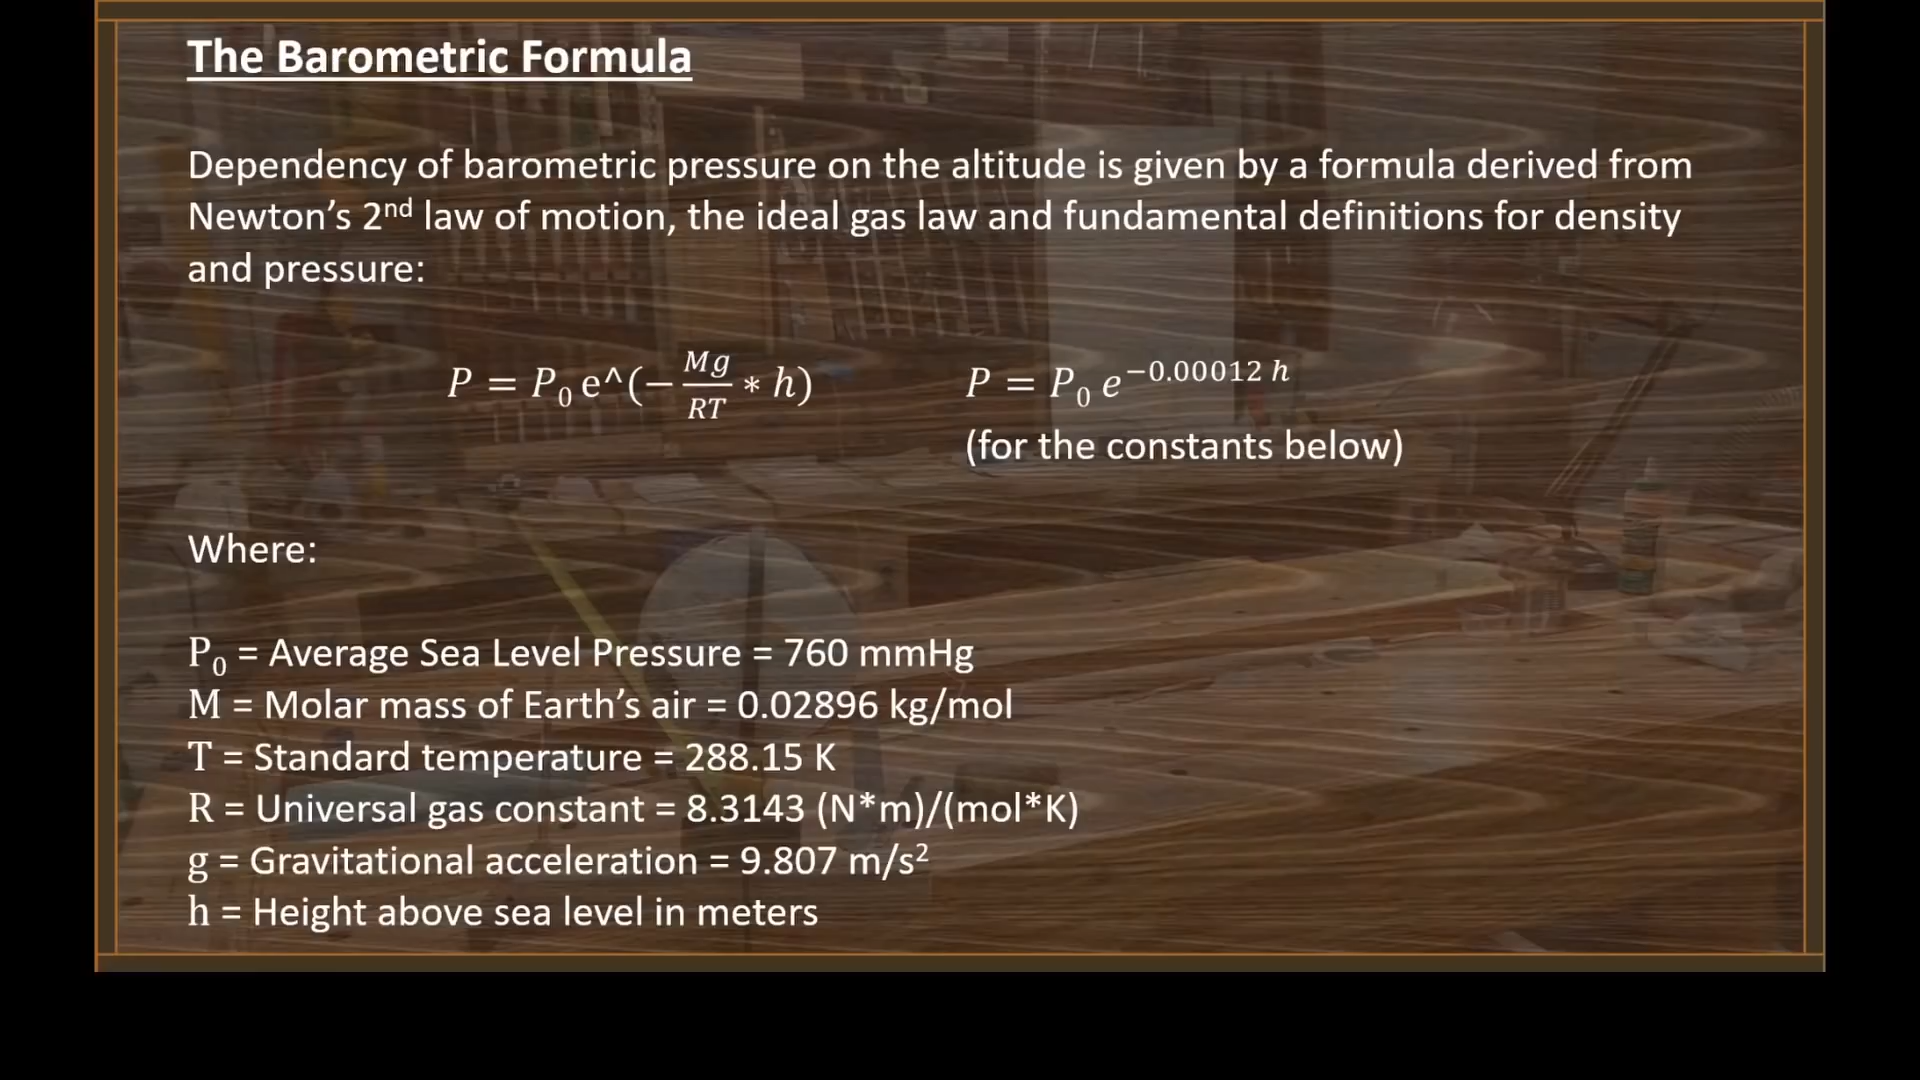 The Barometric Formula
Dependency of barometric pressure on the altitude is given by a formula derived from
Newton’s 2nd law of motion, the ideal gas law and fundamental definitions for density
and pressure:
P = P₀ e^(−Mg/RT ∗ h)
P = P₀ e^−0.00012 h
(for the constants below)
Where:
P₀ = Average Sea Level Pressure = 760 mmHg
M = Molar mass of Earth’s air = 0.02896 kg/mol
T = Standard temperature = 288.15 K
R = Universal gas constant = 8.3143 (N*m)/(mol*K)
g = Gravitational acceleration = 9.807 m/s²
h = Height above sea level in meters